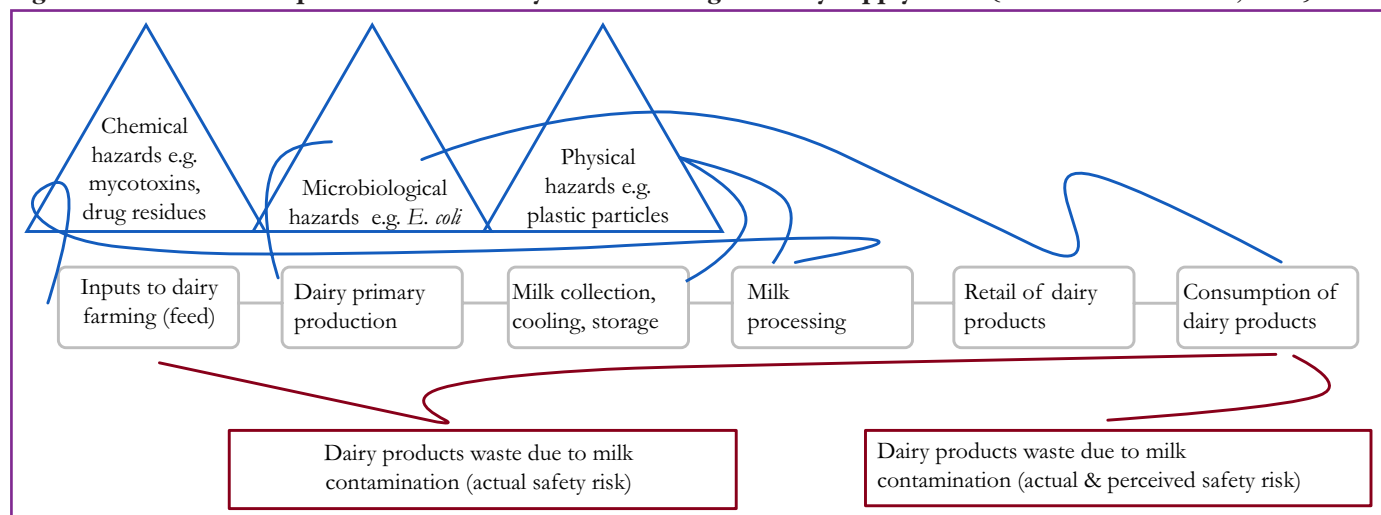 Chemical
hazards e.g.
mycotoxins,
drug residues
Microbiological
hazards e.g. E. coli
Physical
hazards e.g.
plastic particles
Inputs to dairy
farming (feed)
Dairy primary
production
Milk collection,
cooling, storage
Milk
processing
Retail of dairy
products
Consumption of
dairy products
Dairy products waste due to milk
contamination (actual safety risk)
Dairy products waste due to milk
contamination (actual & perceived safety risk)